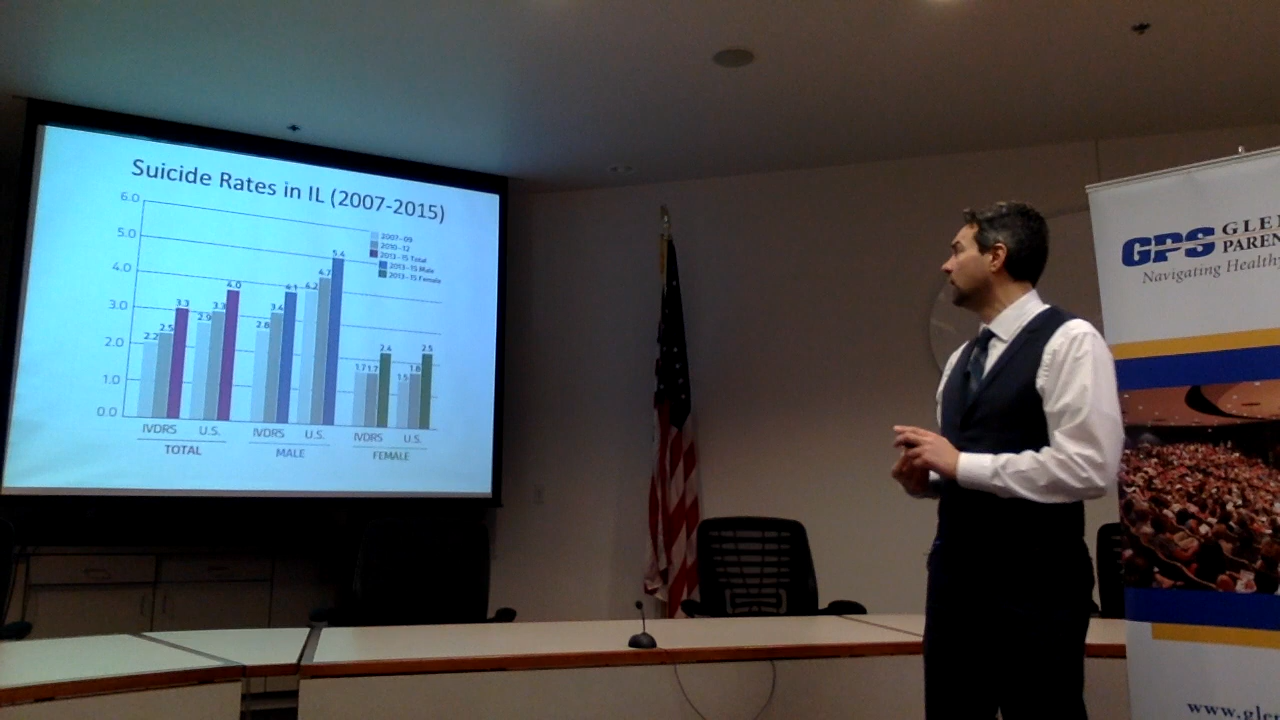 Suicide Rates in IL (2007-2015)
6.0
5.0
4.0
3.0
2.0
1.0
0.0
2007-09
2010-12
2013-15 Total
2013-15 Male
2013-15 Female
2.2 2.5 3.3 2.9 3.3 4.0 2.8 3.4 4.1 4.2 4.7 5.4 1.7 1.7 2.4 1.5 1.8 2.5
IVDRS U.S. IVDRS U.S. IVDRS U.S.
TOTAL MALE FEMALE
GPS GLE
PAREN
Navigating Healthy
www.gle